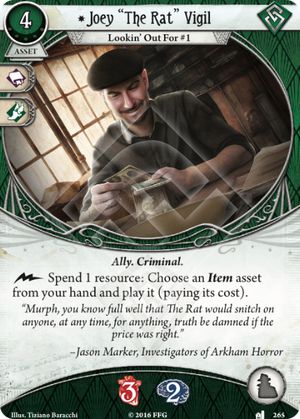 4
ASSET
Joey “The Rat” Vigil
Lookin’ Out For #1
Ally. Criminal.
Spend 1 resource: Choose an Item asset
from your hand and play it (paying its cost).
“Murph, you know full well that The Rat would snitch on
anyone, at any time, for anything, truth be damned if the
price was right.”
–Jason Marker, Investigators of Arkham Horror
3
2
Illus. Tiziano Baracchi
© 2016 FFG
265